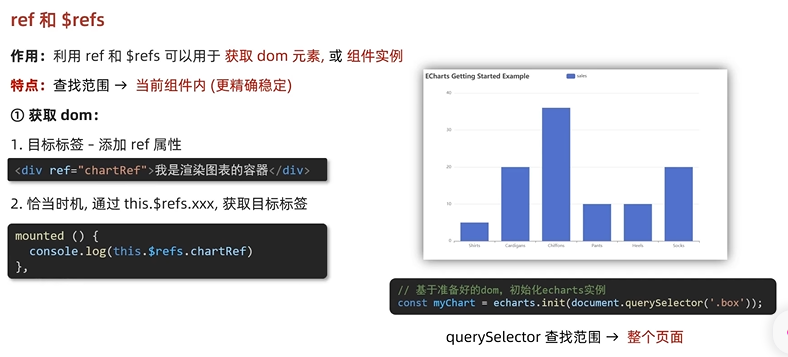 ref 和 $refs
作用：利用 ref 和 $refs 可以用于 获取 dom 元素, 或 组件实例
特点：查找范围 → 当前组件内 (更精确稳定)
① 获取 dom：
1. 目标标签 – 添加 ref 属性
<div ref="chartRef">我是渲染图表的容器</div>
2. 恰当时机, 通过 this.$refs.xxx, 获取目标标签
mounted () {
console.log(this.$refs.chartRef)
},
ECharts Getting Started Example
sales
40
30
20
10
0
Shirts Cardigans Chiffons Pants Heels Socks
// 基于准备好的dom，初始化echarts实例
const myChart = echarts.init(document.querySelector('.box'));
querySelector 查找范围 → 整个页面